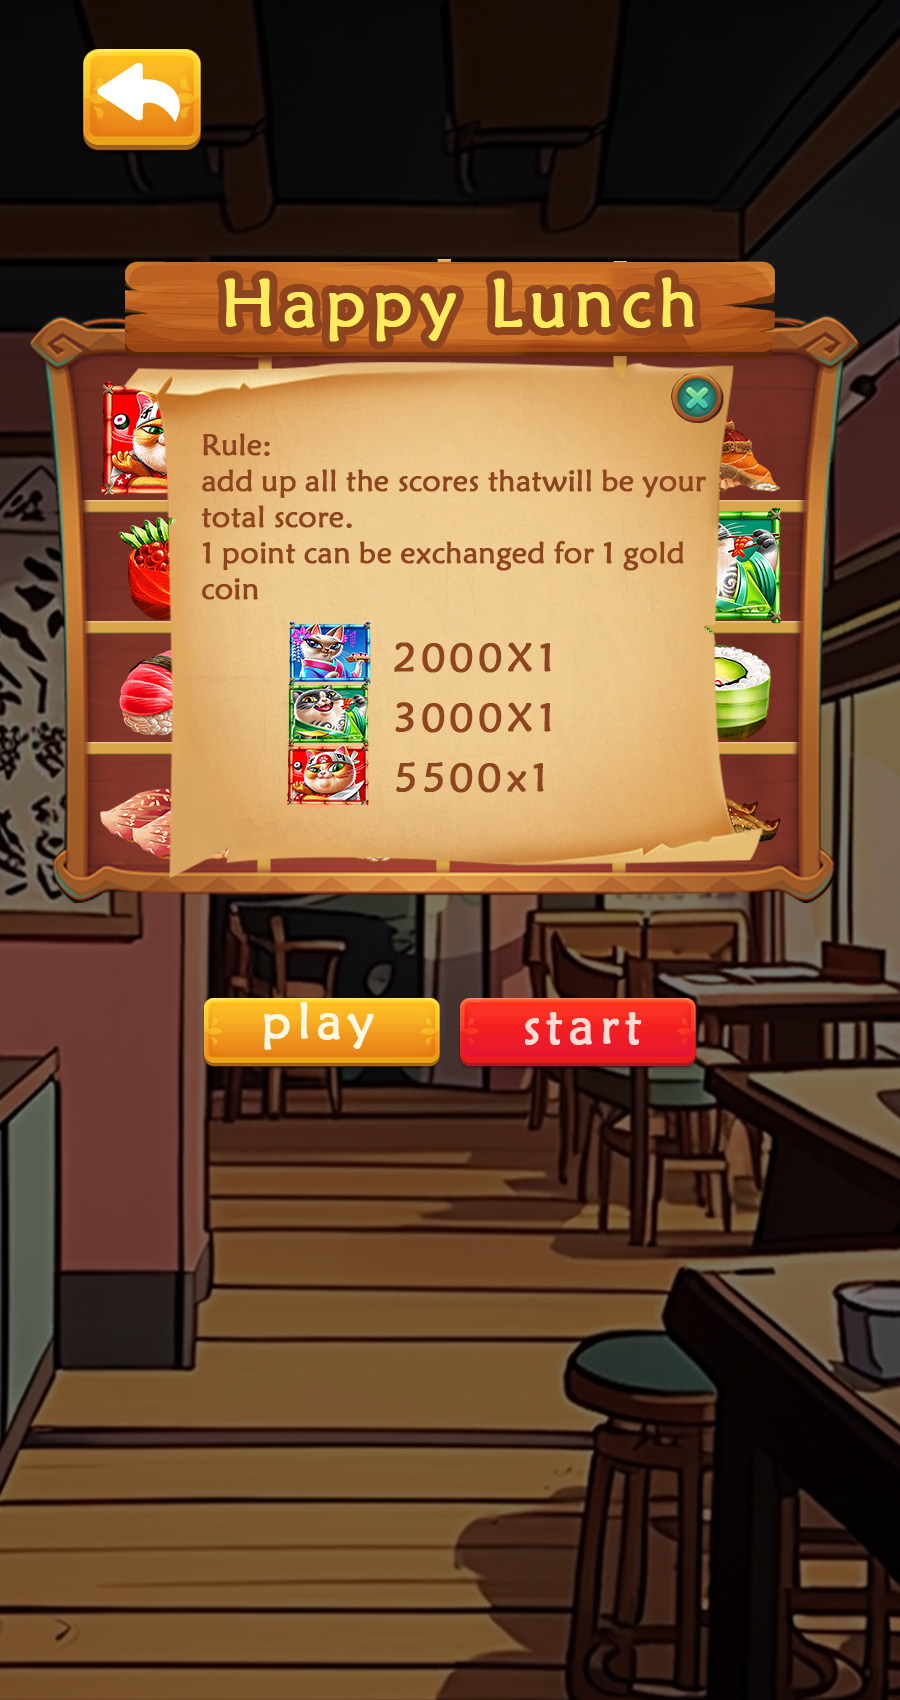 Happy Lunch
Rule:
add up all the scores thatwill be your
total score.
1 point can be exchanged for 1 gold
coin
2000X1
3000X1
5500x1
play
start